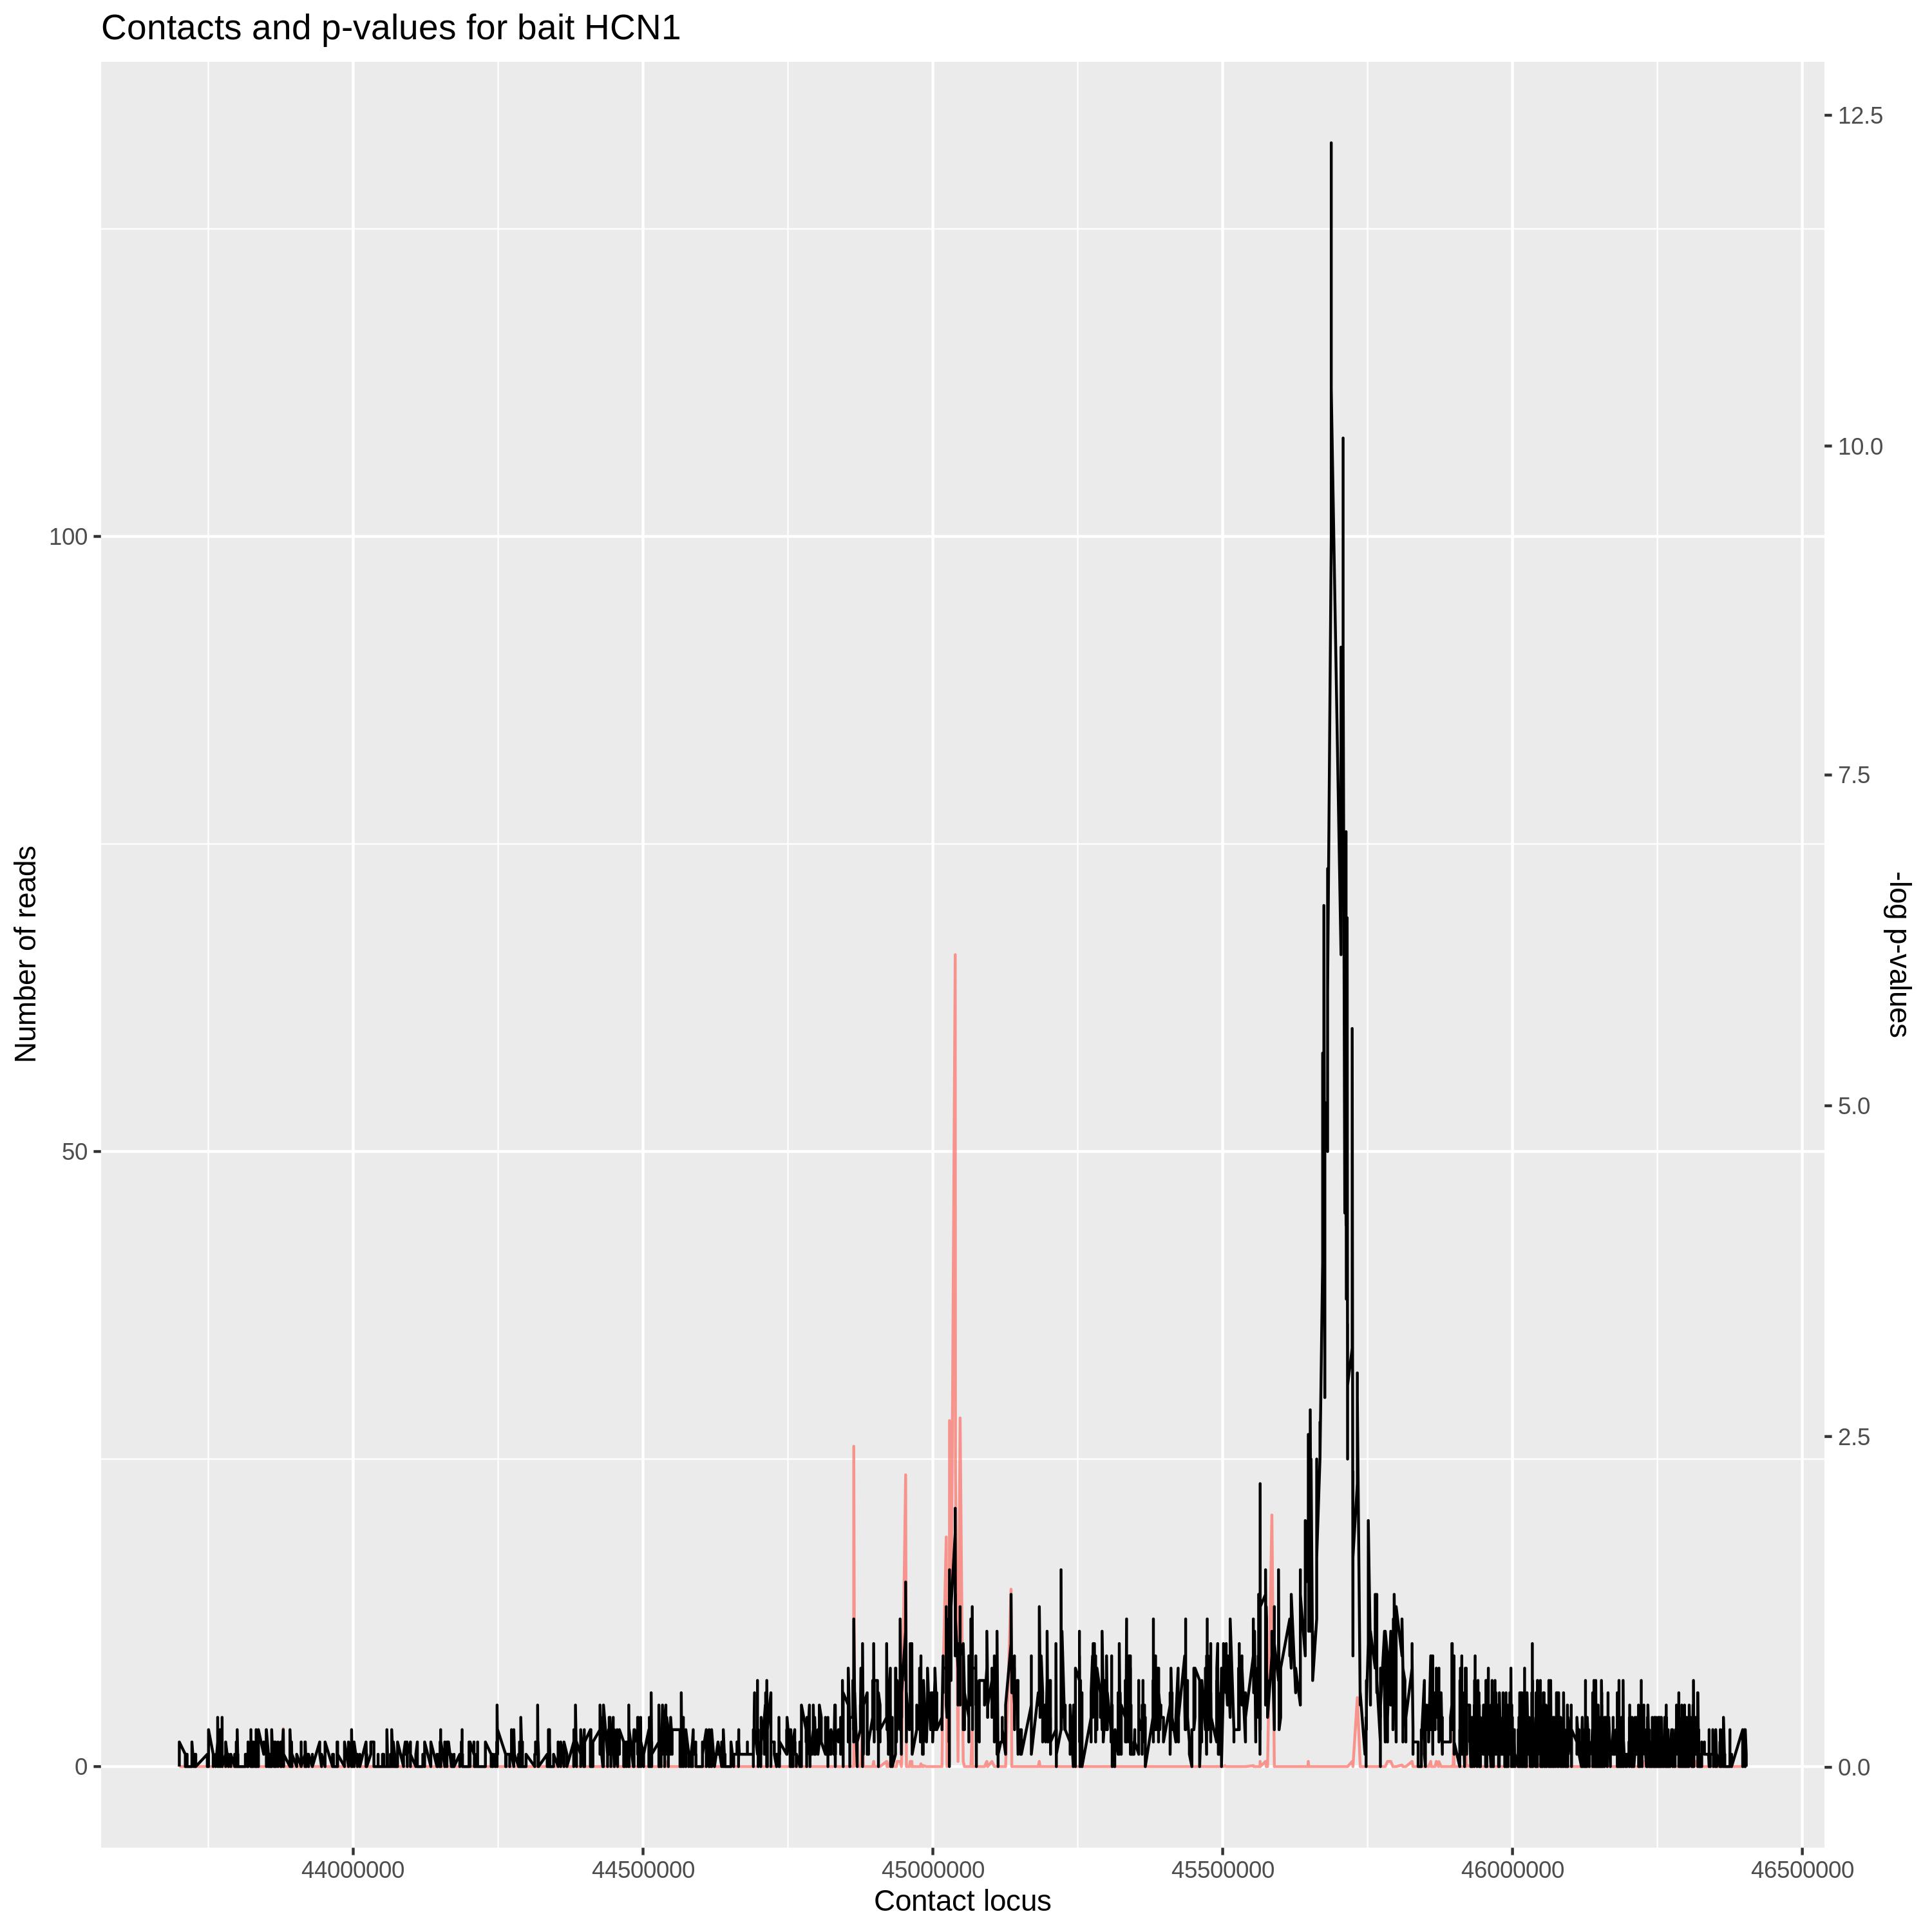 Contacts and p-values for bait HCN1
Number of reads
100
50
0
12.5
10.0
7.5
5.0
2.5
0.0
-log p-values
44000000 44500000 45000000 45500000 46000000 46500000
Contact locus